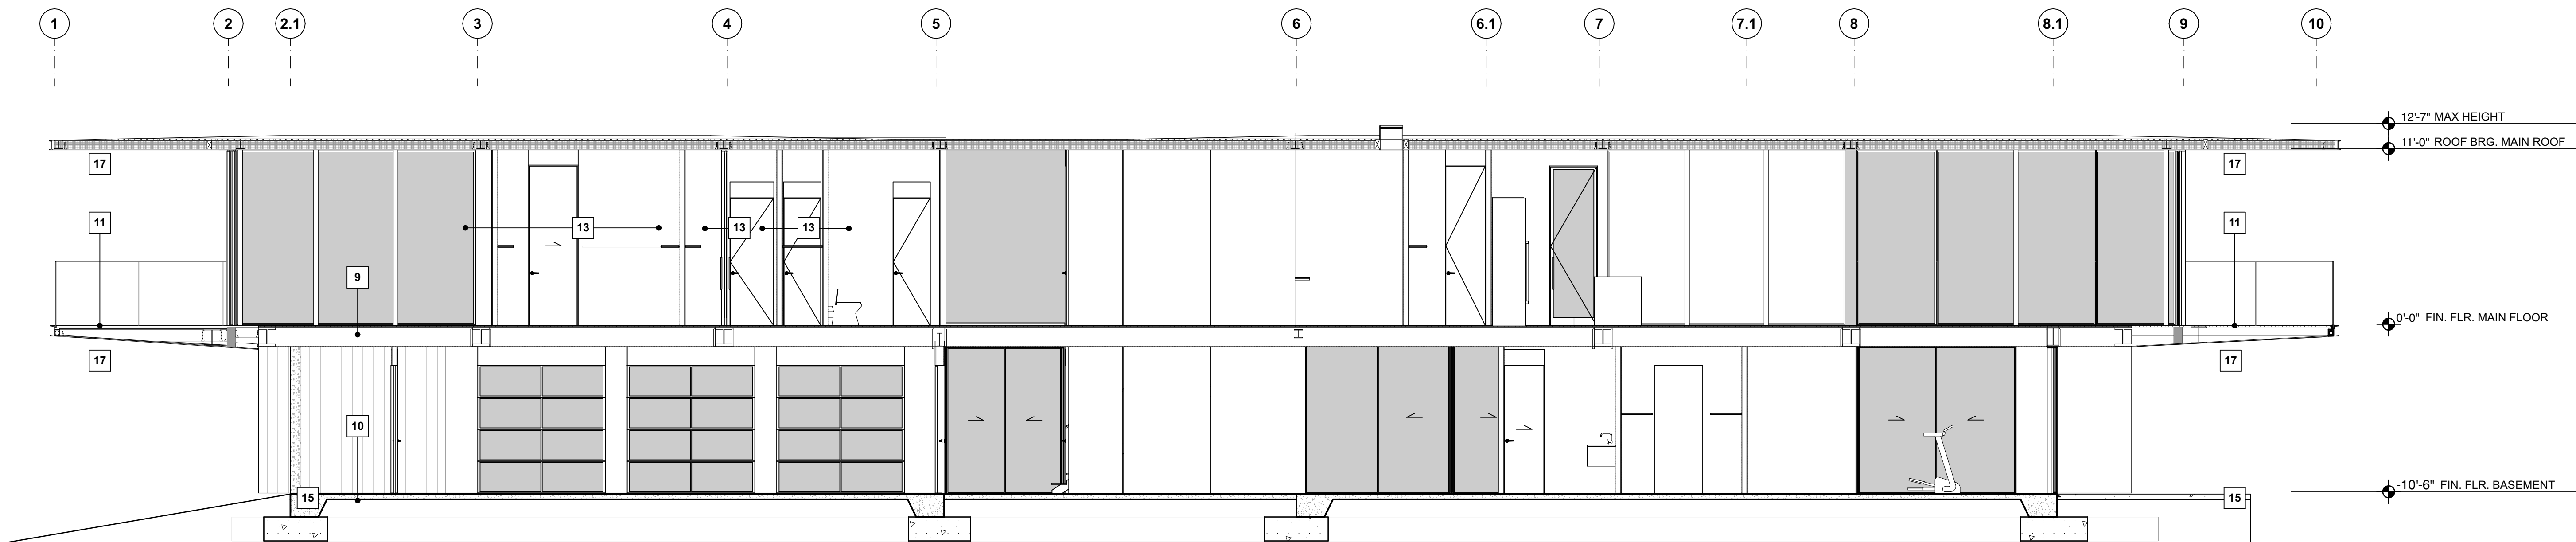 1 2 2.1 3 4 5 6 6.1 7 7.1 8 8.1 9 10
12'-7" MAX HEIGHT
11'-0" ROOF BRG. MAIN ROOF
17 17
11 13 13 13 11
9
0'-0" FIN. FLR. MAIN FLOOR
17 17
10
-10'-6" FIN. FLR. BASEMENT
15 15